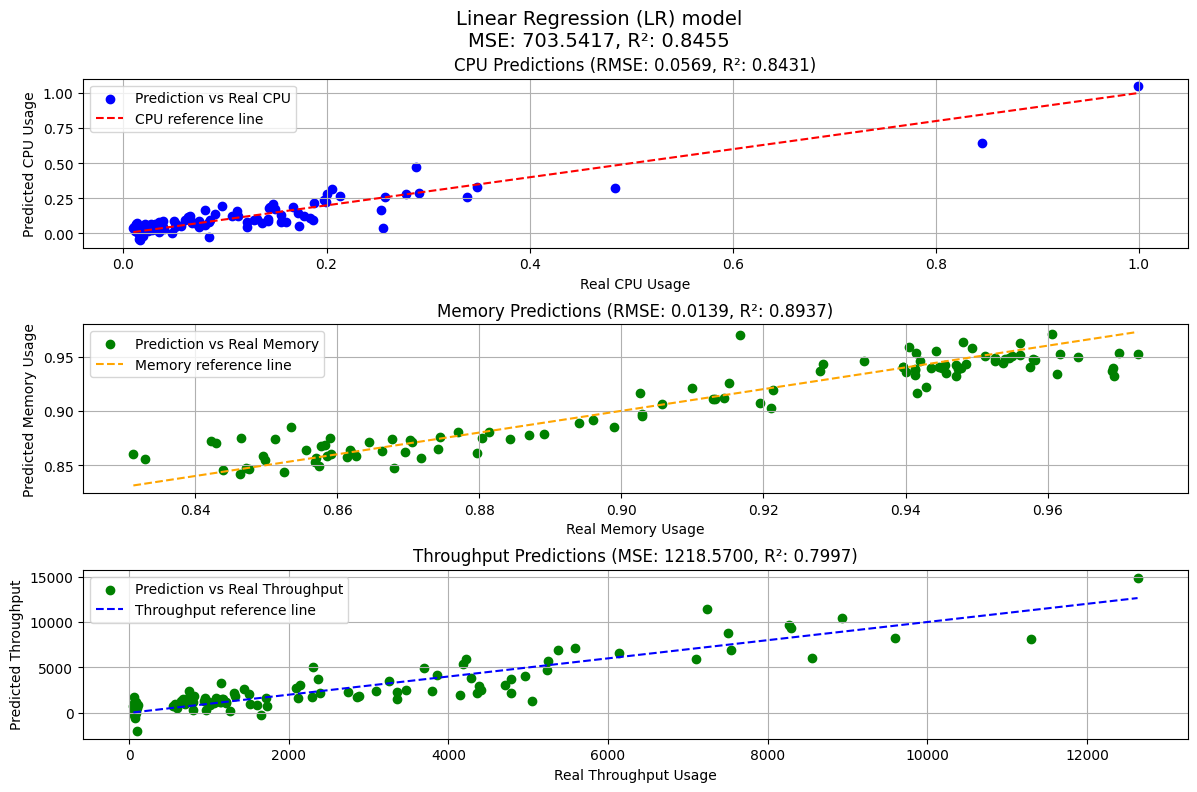 Linear Regression (LR) model
MSE: 703.5417, R²: 0.8455
CPU Predictions (RMSE: 0.0569, R²: 0.8431)
Predicted CPU Usage
1.00
0.75
0.50
0.25
0.00
Prediction vs Real CPU
CPU reference line
0.0 0.2 0.4 0.6 0.8 1.0
Real CPU Usage
Memory Predictions (RMSE: 0.0139, R²: 0.8937)
Predicted Memory Usage
0.95
0.90
0.85
Prediction vs Real Memory
Memory reference line
0.84 0.86 0.88 0.90 0.92 0.94 0.96
Real Memory Usage
Throughput Predictions (MSE: 1218.5700, R²: 0.7997)
Predicted Throughput
15000
10000
5000
0
Prediction vs Real Throughput
Throughput reference line
0 2000 4000 6000 8000 10000 12000
Real Throughput Usage